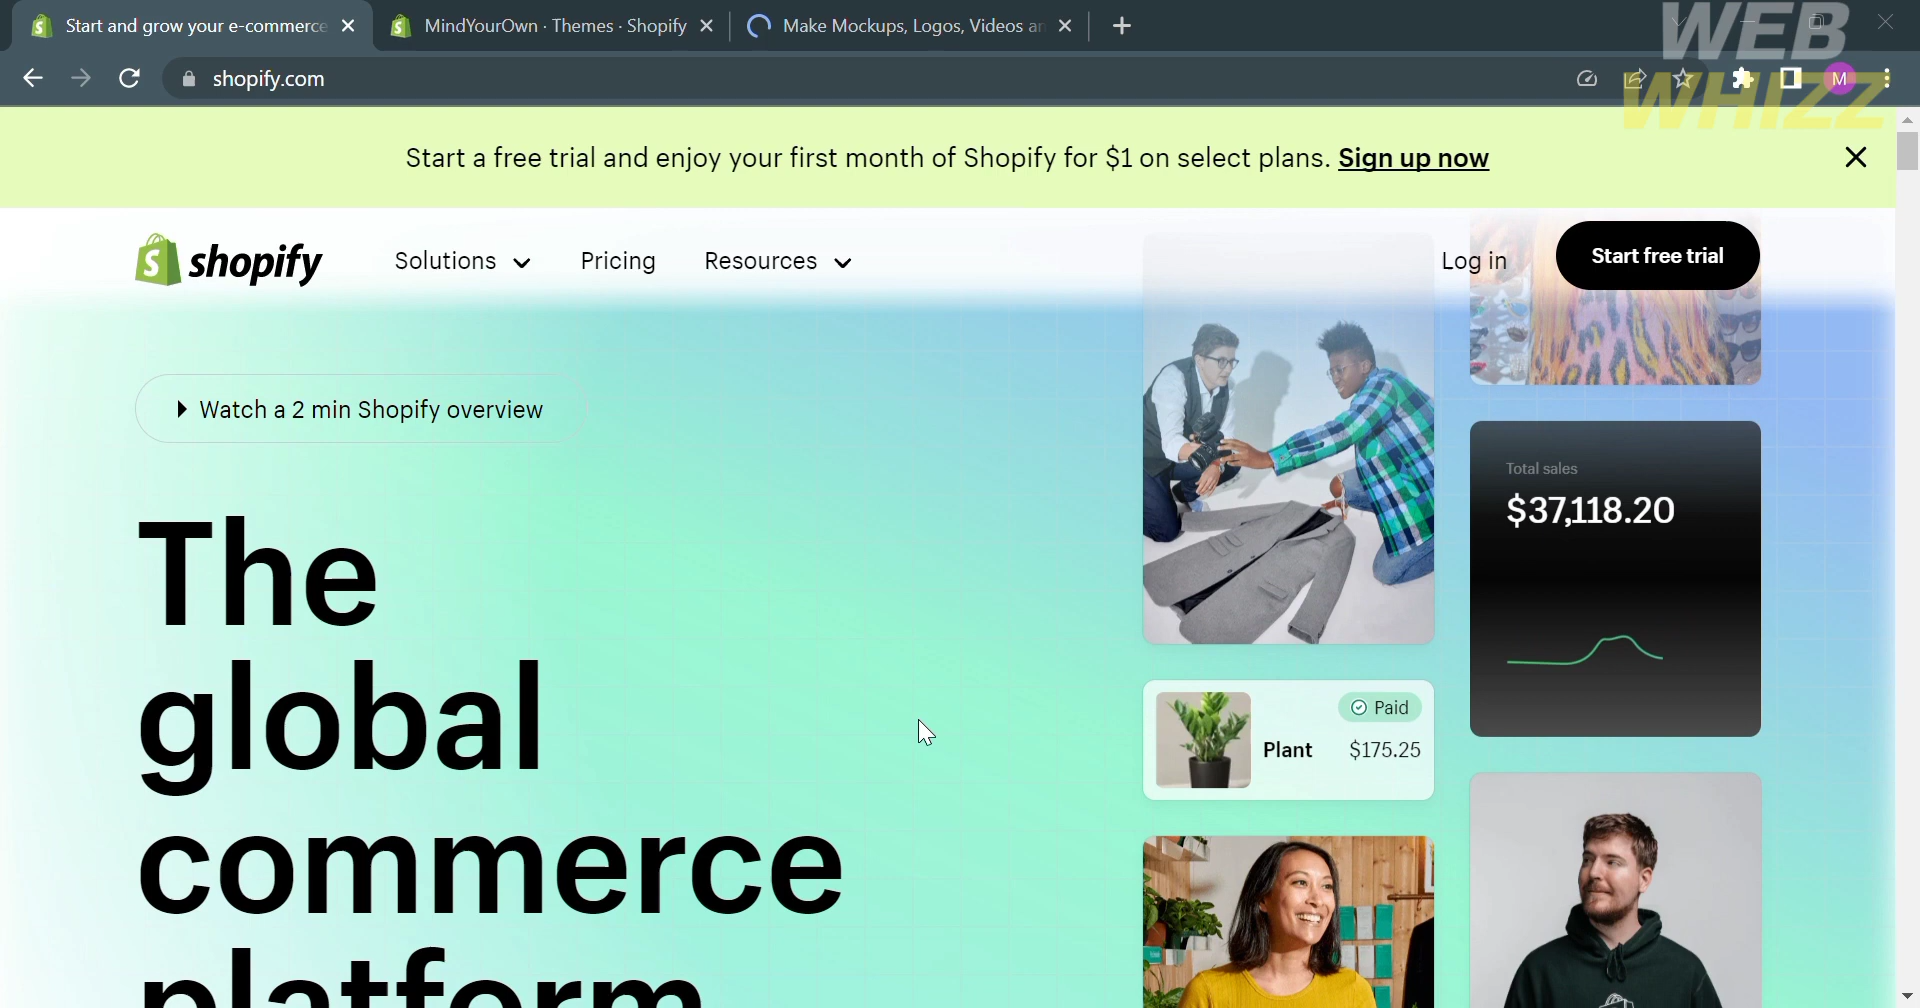 Start and grow your e-commerce
MindYourOwn · Themes · Shopify
Make Mockups, Logos, Videos an
WEB
WHIZZ
shopify.com
M
Start a free trial and enjoy your first month of Shopify for $1 on select plans. Sign up now
shopify
Solutions
Pricing
Resources
Log in
Start free trial
Watch a 2 min Shopify overview
The
global
commerce
platform
Total sales
$37,118.20
Paid
Plant
$175.25